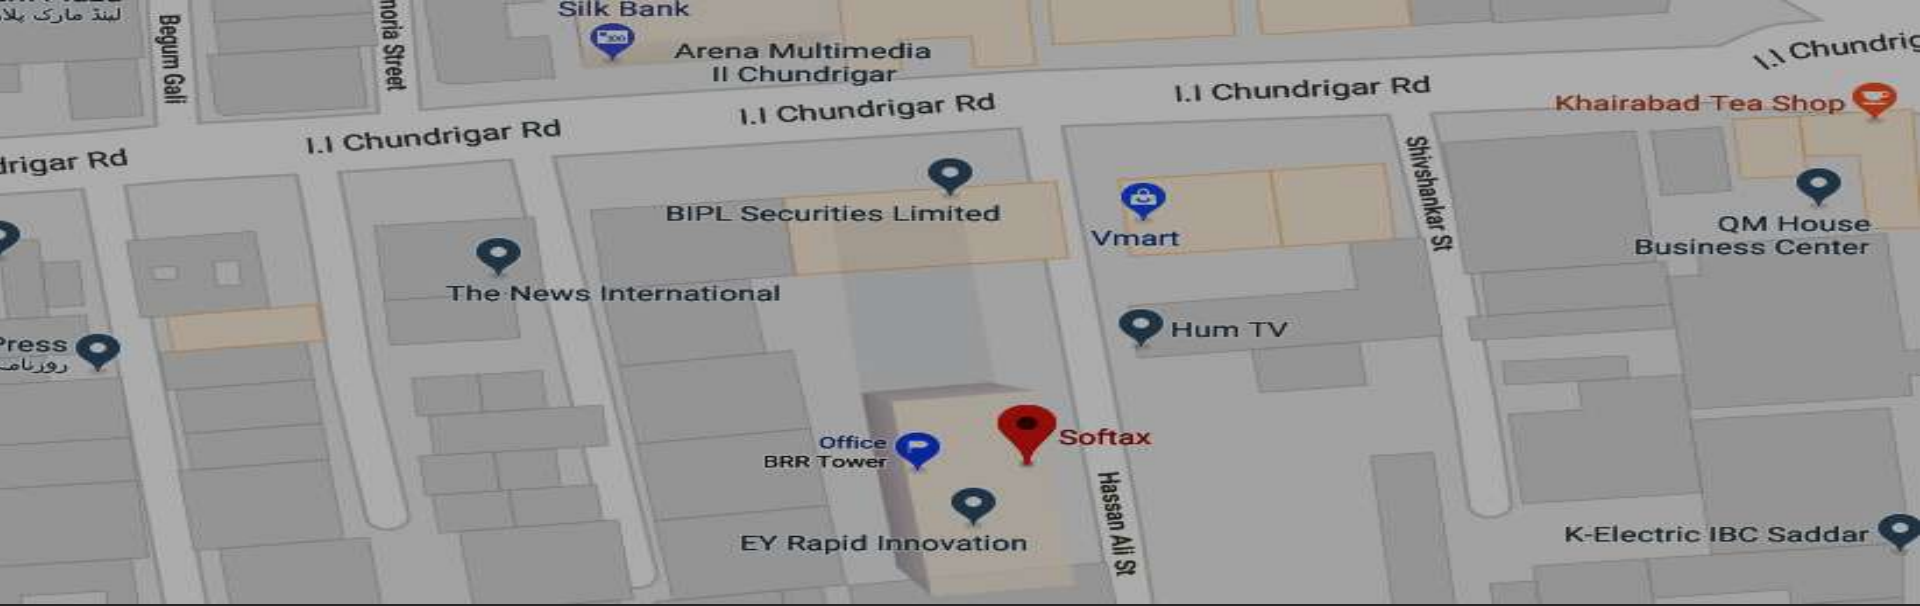 لینڈ مارک پلا
Begum Gali
Street
Silk Bank
Arena Multimedia
II Chundrigar
I.I Chundrig
Khairabad Tea Shop
I.I Chundrigar Rd
I.I Chundrigar Rd
I.I Chundrigar Rd
drigar Rd
Shivshankar St
BIPL Securities Limited
Vmart
QM House
Business Center
The News International
Hum TV
Press
روزنامہ
Office
BRR Tower
Softax
Hassan Ali St
EY Rapid Innovation
K-Electric IBC Saddar